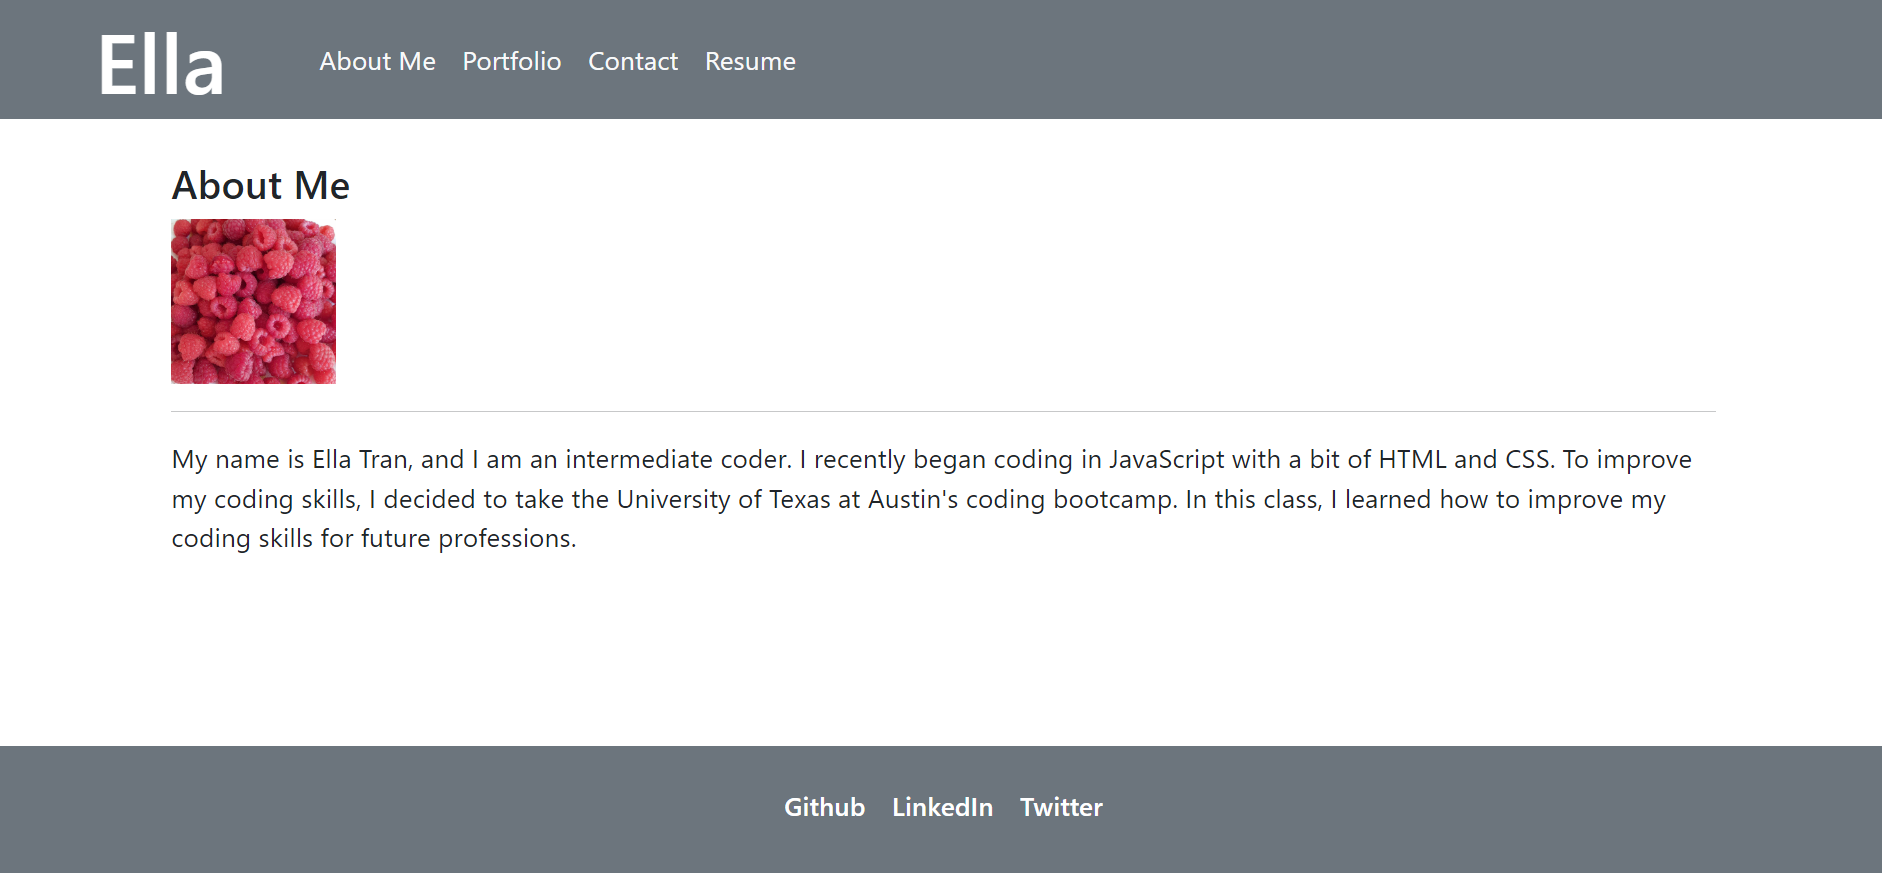 Ella
About Me Portfolio Contact Resume
About Me
My name is Ella Tran, and I am an intermediate coder. I recently began coding in JavaScript with a bit of HTML and CSS. To improve
my coding skills, I decided to take the University of Texas at Austin's coding bootcamp. In this class, I learned how to improve my
coding skills for future professions.
Github LinkedIn Twitter